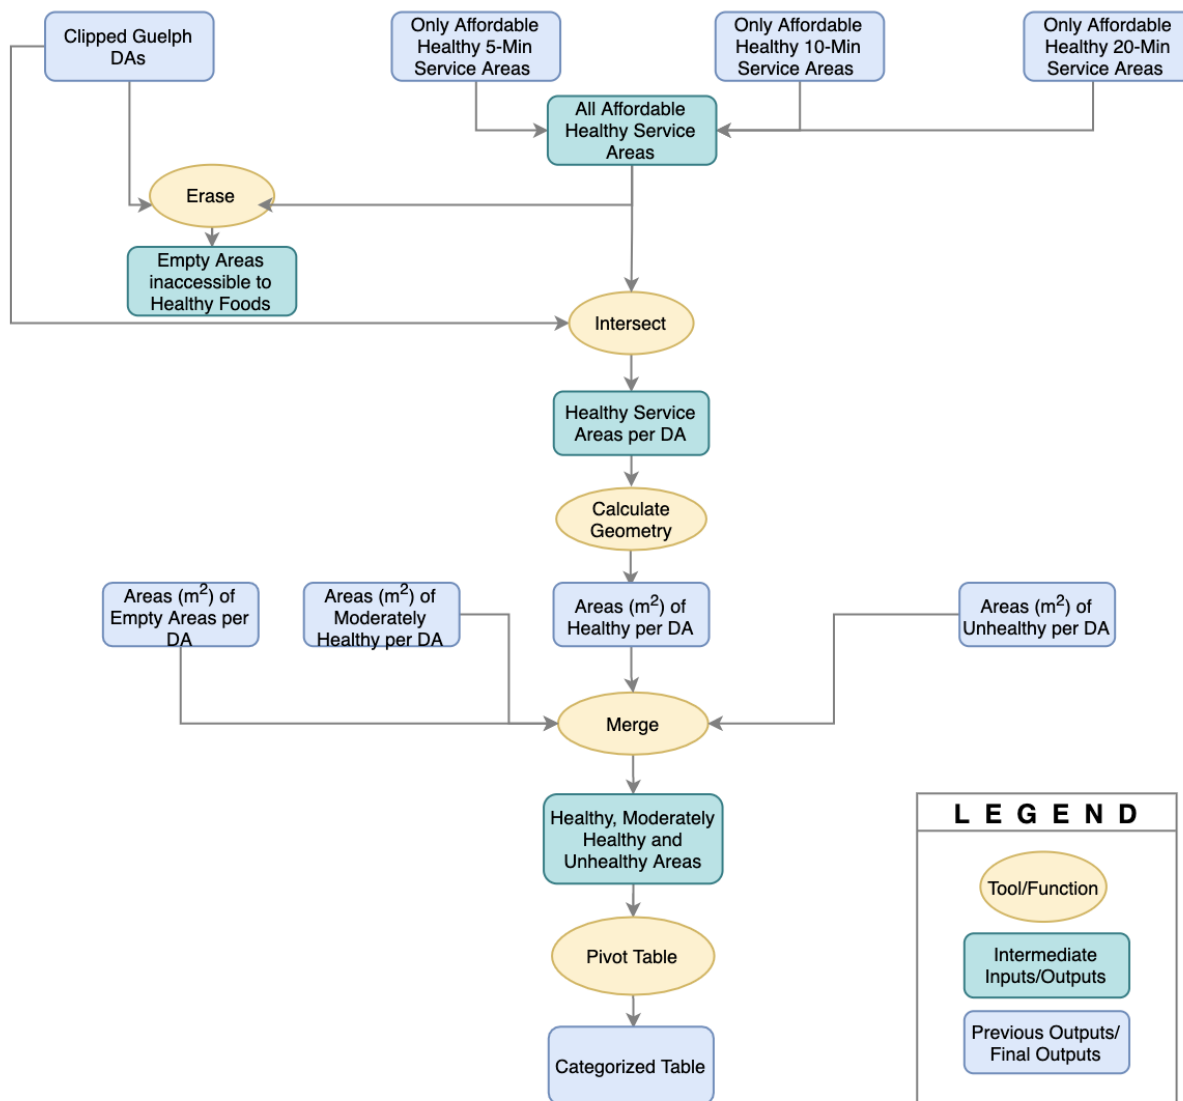 Clipped Guelph
DAs
Only Affordable
Healthy 5-Min
Service Areas
Only Affordable
Healthy 10-Min
Service Areas
Only Affordable
Healthy 20-Min
Service Areas
All Affordable
Healthy Service
Areas
Erase
Empty Areas
inaccessible to
Healthy Foods
Intersect
Healthy Service
Areas per DA
Calculate
Geometry
Areas (m²) of
Empty Areas per
DA
Areas (m²) of
Moderately
Healthy per DA
Areas (m²) of
Healthy per DA
Areas (m²) of
Unhealthy per DA
Merge
Healthy, Moderately
Healthy and
Unhealthy Areas
Pivot Table
Categorized Table
LEGEND
Tool/Function
Intermediate
Inputs/Outputs
Previous Outputs/
Final Outputs